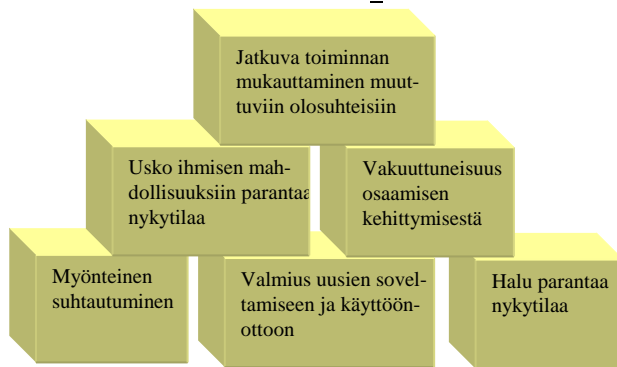 Jatkuva toiminnan
mukauttaminen muut-
tuviin olosuhteisiin
Usko ihmisen mah-
dollisuuksiin parantaa
nykytilaa
Vakuuttuneisuus
osaamisen
kehittymisestä
Myönteinen
suhtautuminen
Valmius uusien sovel-
tamiseen ja käyttöön-
ottoon
Halu parantaa
nykytilaa